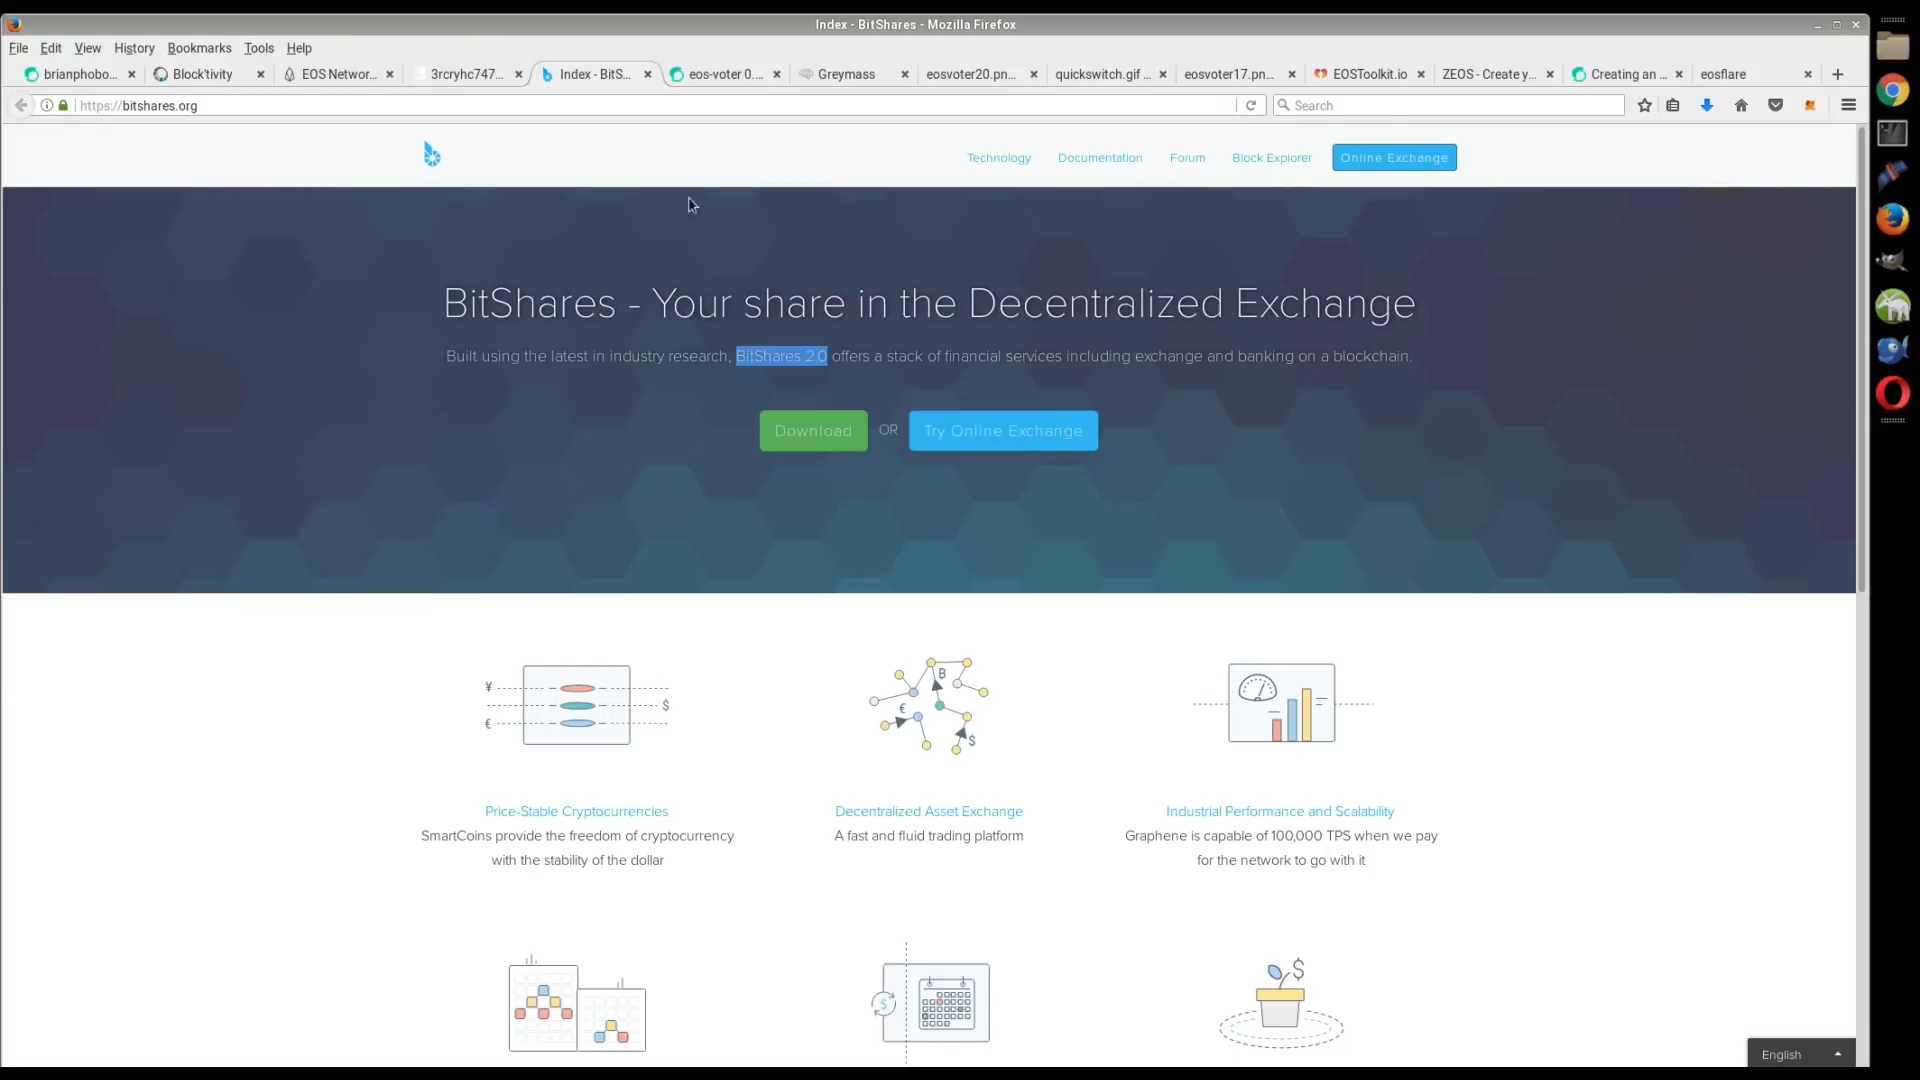 Index - BitShares - Mozilla Firefox
File Edit View History Bookmarks Tools Help
brianphobo... Block'tivity EOS Networ... 3rcryhc747... Index - BitS... eos-voter 0.... Greymass eosvoter20.pn... quickswitch.gif ... eosvoter17.pn... EOSToolkit.io ZEOS - Create y... Creating an ... eosflare
https://bitshares.org Search
Technology Documentation Forum Block Explorer Online Exchange
BitShares - Your share in the Decentralized Exchange
Built using the latest in industry research, BitShares 2.0 offers a stack of financial services including exchange and banking on a blockchain.
Download OR Try Online Exchange
¥
$
€
B
€
$
Price-Stable Cryptocurrencies
SmartCoins provide the freedom of cryptocurrency
with the stability of the dollar
Decentralized Asset Exchange
A fast and fluid trading platform
Industrial Performance and Scalability
Graphene is capable of 100,000 TPS when we pay
for the network to go with it
$
$
English